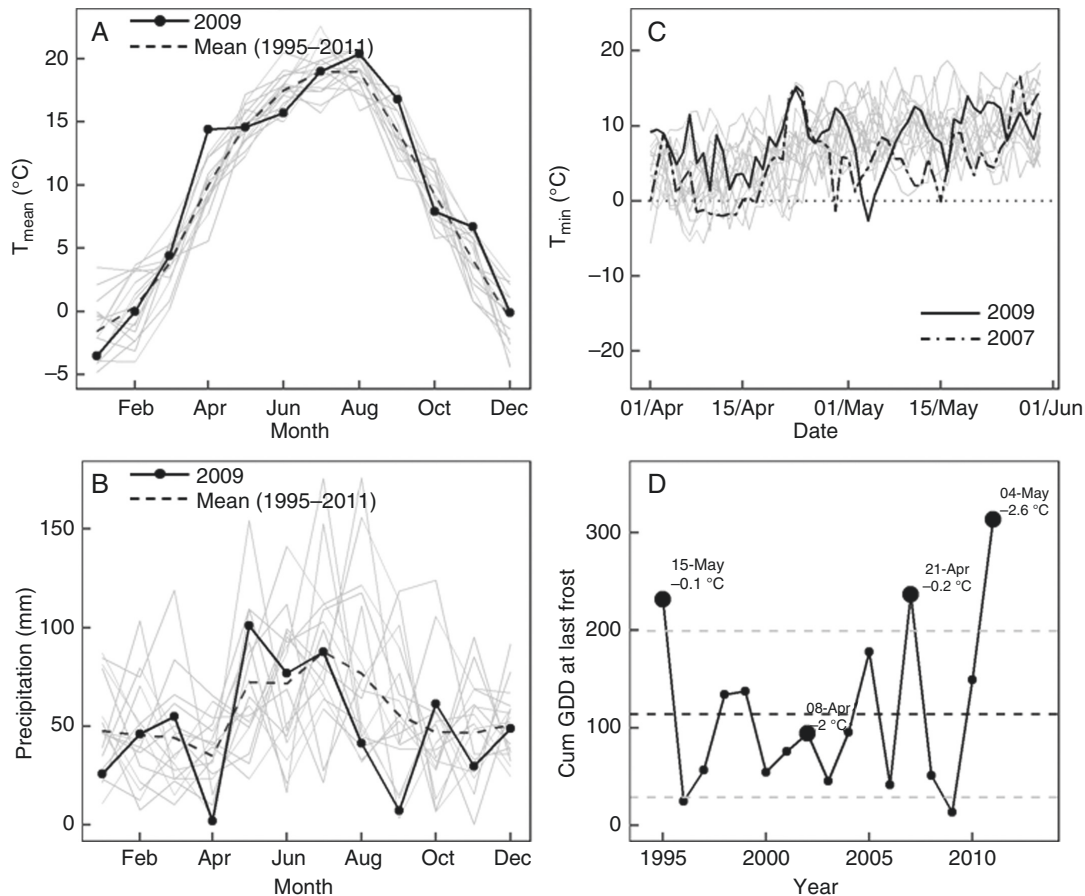 A
2009
Mean (1995–2011)
20
15
10
5
0
–5
T_mean (°C)
Feb
Apr
Jun
Aug
Oct
Dec
Month
C
20
10
0
–10
–20
T_min (°C)
2009
2007
01/Apr
15/Apr
01/May
15/May
01/Jun
Date
B
2009
Mean (1995–2011)
150
100
50
0
Precipitation (mm)
Feb
Apr
Jun
Aug
Oct
Dec
Month
D
300
200
100
0
Cum GDD at last frost
15-May
–0.1 °C
08-Apr
–2 °C
21-Apr
–0.2 °C
04-May
–2.6 °C
1995
2000
2005
2010
Year